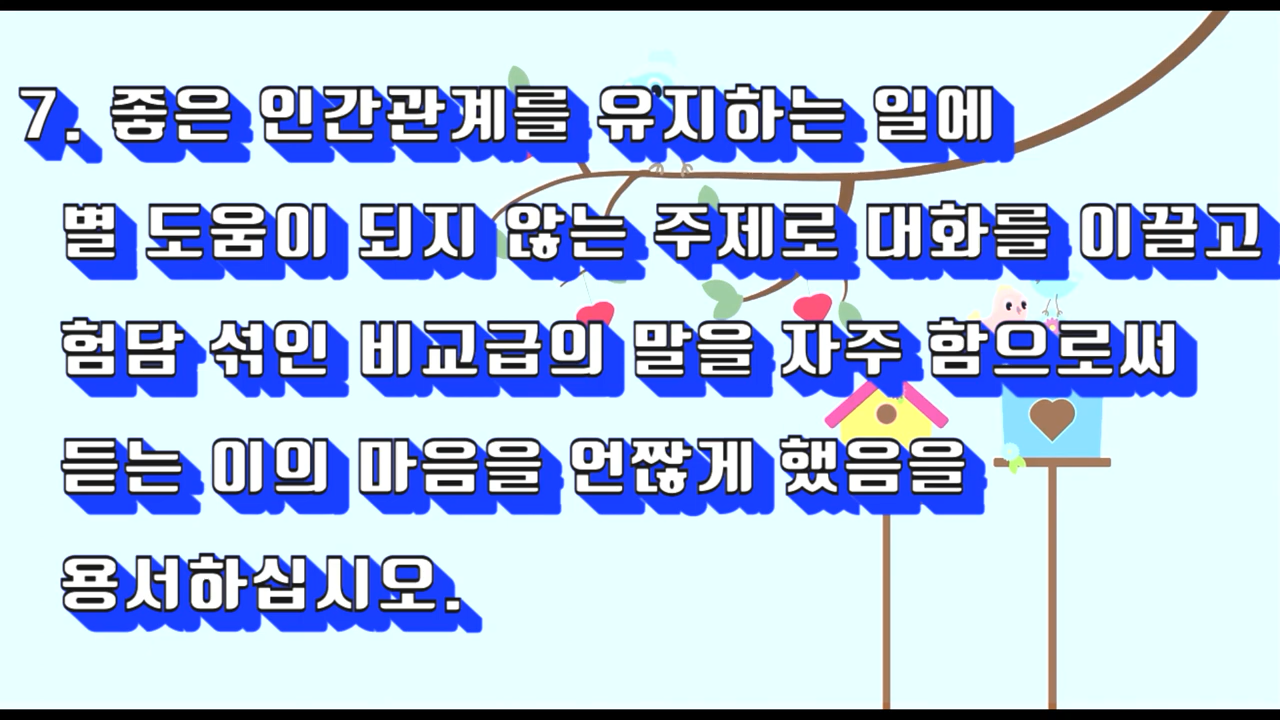 7. 좋은 인간관계를 유지하는 일에
별 도움이 되지 않는 주제로 대화를 이끌고
험담 섞인 비교급의 말을 자주 함으로써
듣는 이의 마음을 언짢게 했음을
용서하십시오.